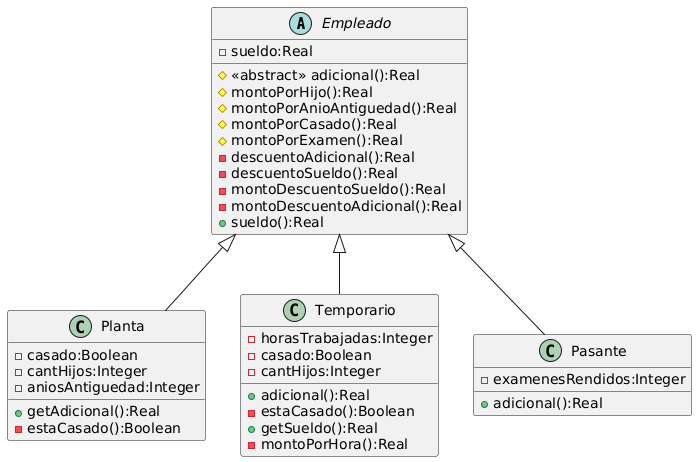 A Empleado
sueldo:Real
«abstract» adicional():Real
montoPorHijo():Real
montoPorAnioAntiguedad():Real
montoPorCasado():Real
montoPorExamen():Real
descuentoAdicional():Real
descuentoSueldo():Real
montoDescuentoSueldo():Real
montoDescuentoAdicional():Real
sueldo():Real
C Planta
casado:Boolean
cantHijos:Integer
aniosAntiguedad:Integer
getAdicional():Real
estaCasado():Boolean
C Temporario
horasTrabajadas:Integer
casado:Boolean
cantHijos:Integer
adicional():Real
estaCasado():Boolean
getSueldo():Real
montoPorHora():Real
C Pasante
examenesRendidos:Integer
adicional():Real